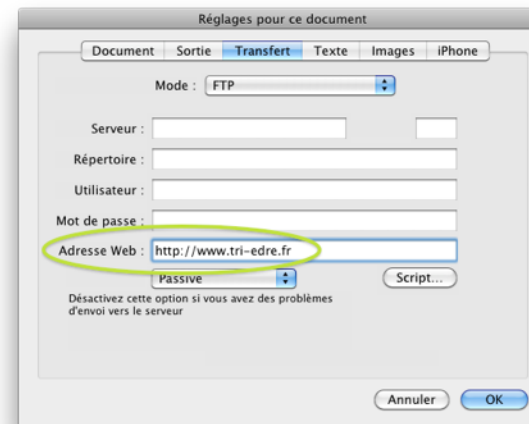 Réglages pour ce document
Document Sortie Transfert Texte Images iPhone
Mode : FTP
Serveur :
Répertoire :
Utilisateur :
Mot de passe :
Adresse Web : http://www.tri-edre.fr
Passive Script...
Désactivez cette option si vous avez des problèmes
d'envoi vers le serveur
Annuler OK